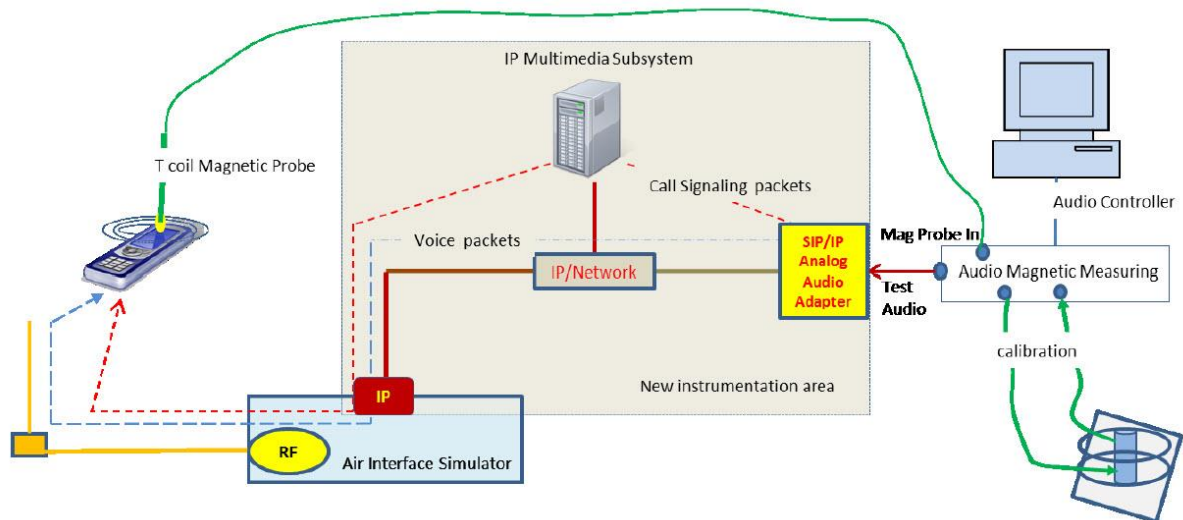 IP Multimedia Subsystem
T coil Magnetic Probe
Call Signaling packets
Audio Controller
Voice packets
Mag Probe In
SIP/IP
Analog
Audio
Adapter
IP/Network
Audio Magnetic Measuring
Test
Audio
calibration
New instrumentation area
IP
RF
Air Interface Simulator